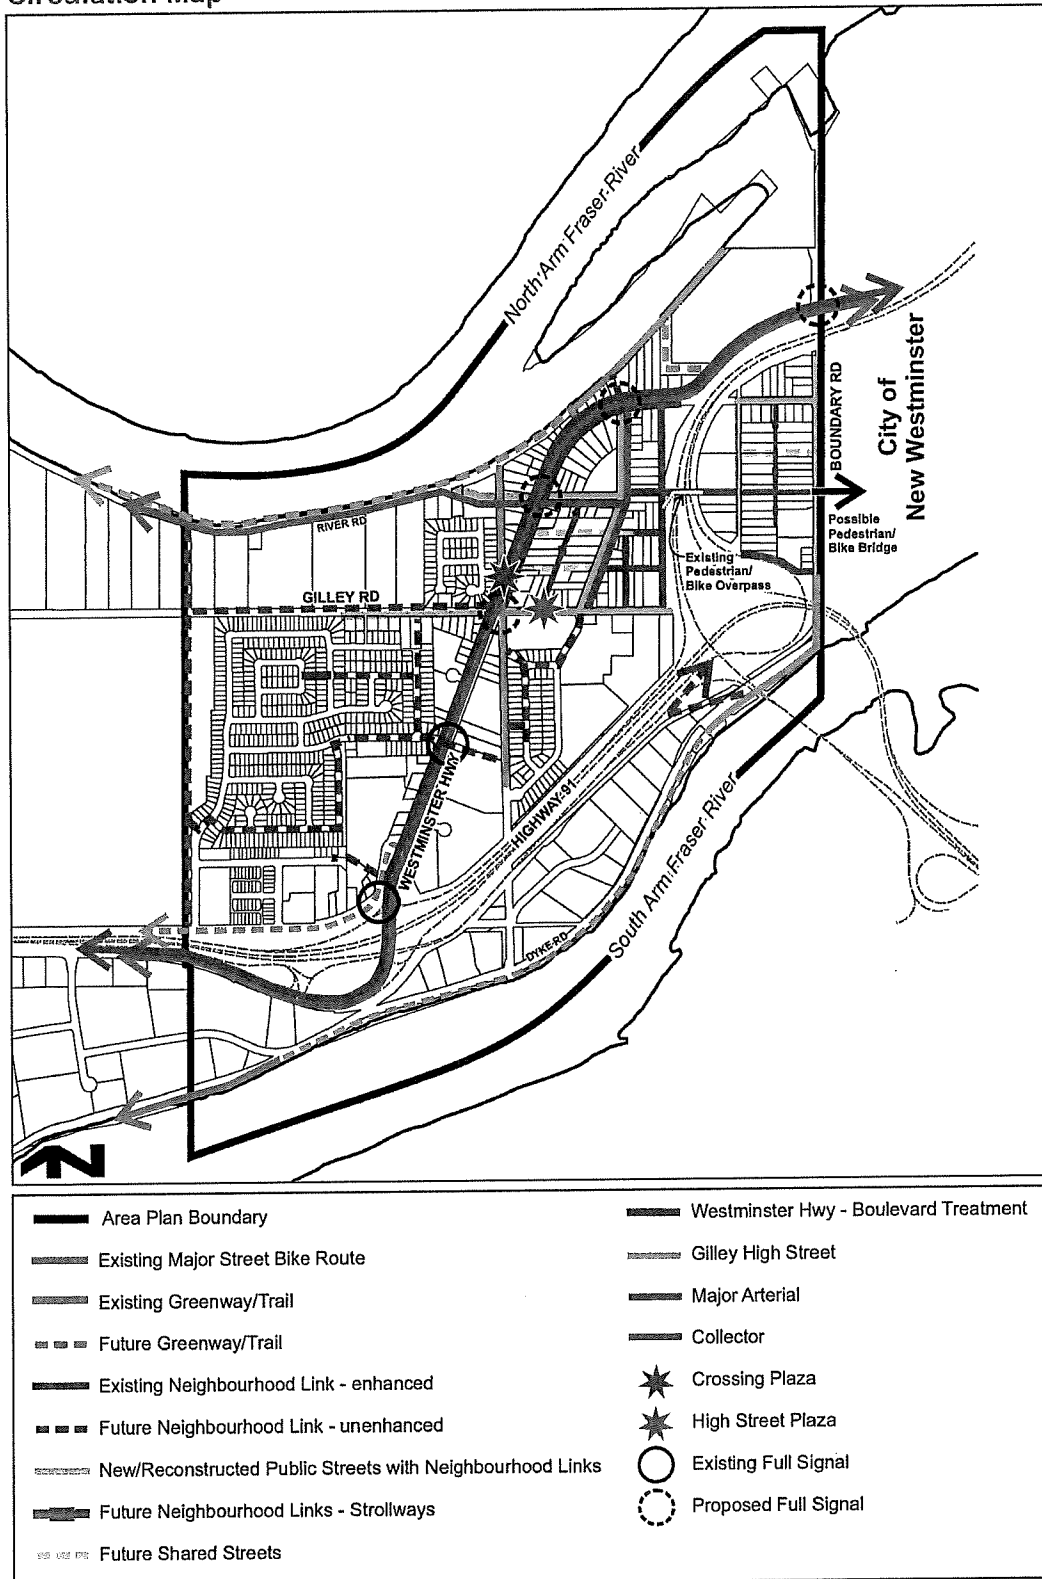 Circulation Map
North Arm Fraser River
BOUNDARY RD
City of
New Westminster
RIVER RD
Possible
Pedestrian/
Bike Bridge
Existing
Pedestrian/
Bike Overpass
GILLEY RD
WESTMINSTER HWY
HIGHWAY 91
South Arm Fraser River
DYKE RD
N
Area Plan Boundary
Existing Major Street Bike Route
Existing Greenway/Trail
Future Greenway/Trail
Existing Neighbourhood Link - enhanced
Future Neighbourhood Link - unenhanced
New/Reconstructed Public Streets with Neighbourhood Links
Future Neighbourhood Links - Strollways
Future Shared Streets
Westminster Hwy - Boulevard Treatment
Gilley High Street
Major Arterial
Collector
Crossing Plaza
High Street Plaza
Existing Full Signal
Proposed Full Signal